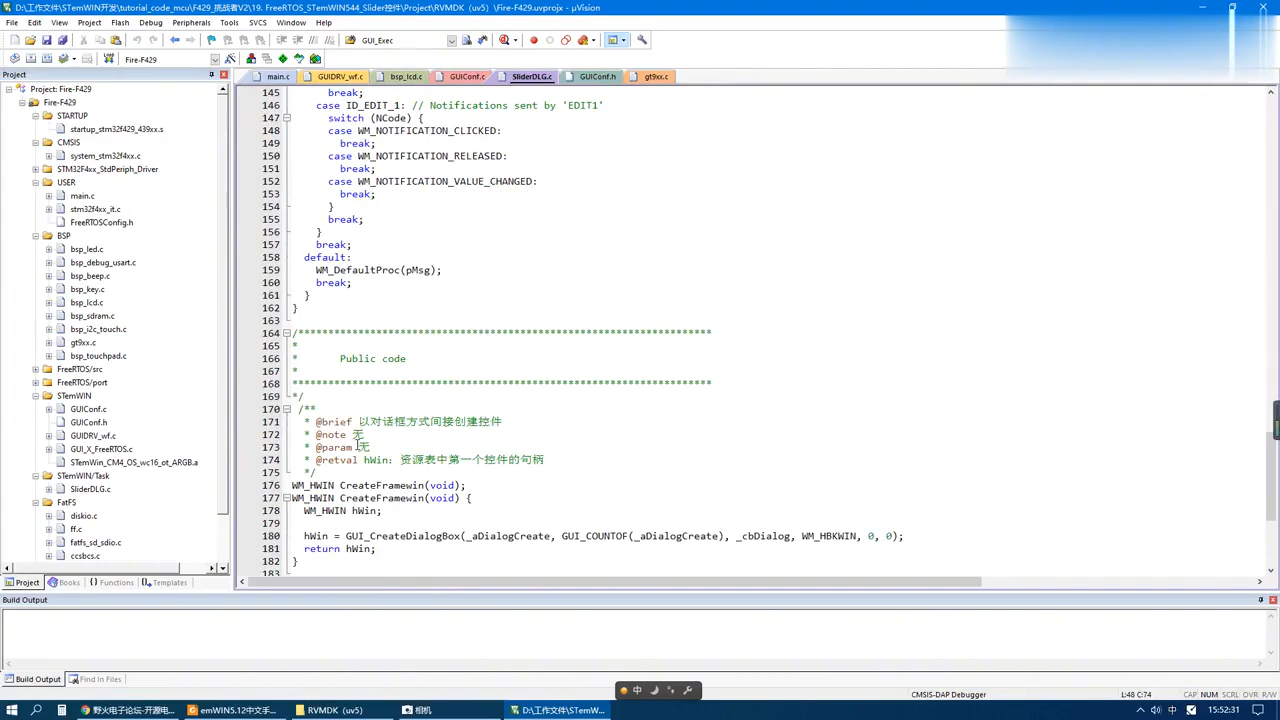 D:\工作文件\STemWIN开发\tutorial_code_mcu\F429_挑战者V2\19. FreeRTOS_STemWIN544_Slider控件\Project\RVMDK (uv5)\Fire-F429.uvprojx - µVision
File Edit View Project Flash Debug Peripherals Tools SVCS Window Help
GUI_Exec
Fire-F429
Project
main.c GUIDRV_wf.c bsp_lcd.c GUIConf.c SliderDLG.c GUIConf.h gt9xx.c
Project: Fire-F429
Fire-F429
STARTUP
startup_stm32f429_439xx.s
CMSIS
system_stm32f4xx.c
STM32F4xx_StdPeriph_Driver
USER
main.c
stm32f4xx_it.c
FreeRTOSConfig.h
BSP
bsp_led.c
bsp_debug_usart.c
bsp_beep.c
bsp_key.c
bsp_lcd.c
bsp_sdram.c
bsp_i2c_touch.c
gt9xx.c
bsp_touchpad.c
FreeRTOS/src
FreeRTOS/port
STemWIN
GUIConf.c
GUIConf.h
GUIDRV_wf.c
GUI_X_FreeRTOS.c
STemWin_CM4_OS_wc16_ot_ARGB.a
STemWIN/Task
SliderDLG.c
FatFS
diskio.c
ff.c
fatfs_sd_sdio.c
ccsbcs.c
Project Books Functions Templates
145 break;
146 case ID_EDIT_1: // Notifications sent by 'EDIT1'
147 switch (NCode) {
148 case WM_NOTIFICATION_CLICKED:
149 break;
150 case WM_NOTIFICATION_RELEASED:
151 break;
152 case WM_NOTIFICATION_VALUE_CHANGED:
153 break;
154 }
155 break;
156 }
157 break;
158 default:
159 WM_DefaultProc(pMsg);
160 break;
161 }
162 }
163
164 /*********************************************************************
165 *
166 * Public code
167 *
168 **********************************************************************
169 */
170 /**
171 * @brief 以对话框方式间接创建控件
172 * @note 无
173 * @param 无
174 * @retval hWin: 资源表中第一个控件的句柄
175 */
176 WM_HWIN CreateFramewin(void);
177 WM_HWIN CreateFramewin(void) {
178 WM_HWIN hWin;
179
180 hWin = GUI_CreateDialogBox(_aDialogCreate, GUI_COUNTOF(_aDialogCreate), _cbDialog, WM_HBKWIN, 0, 0);
181 return hWin;
182 }
183
Build Output
Build Output Find In Files
中
CMSIS-DAP Debugger L:48 C:74 CAP NUM SCRL OVR R/W
野火电子论坛 - 开源电... emWIN5.12中文手... RVMDK (uv5) 相机 D:\工作文件\STemW... 中 15:52:31